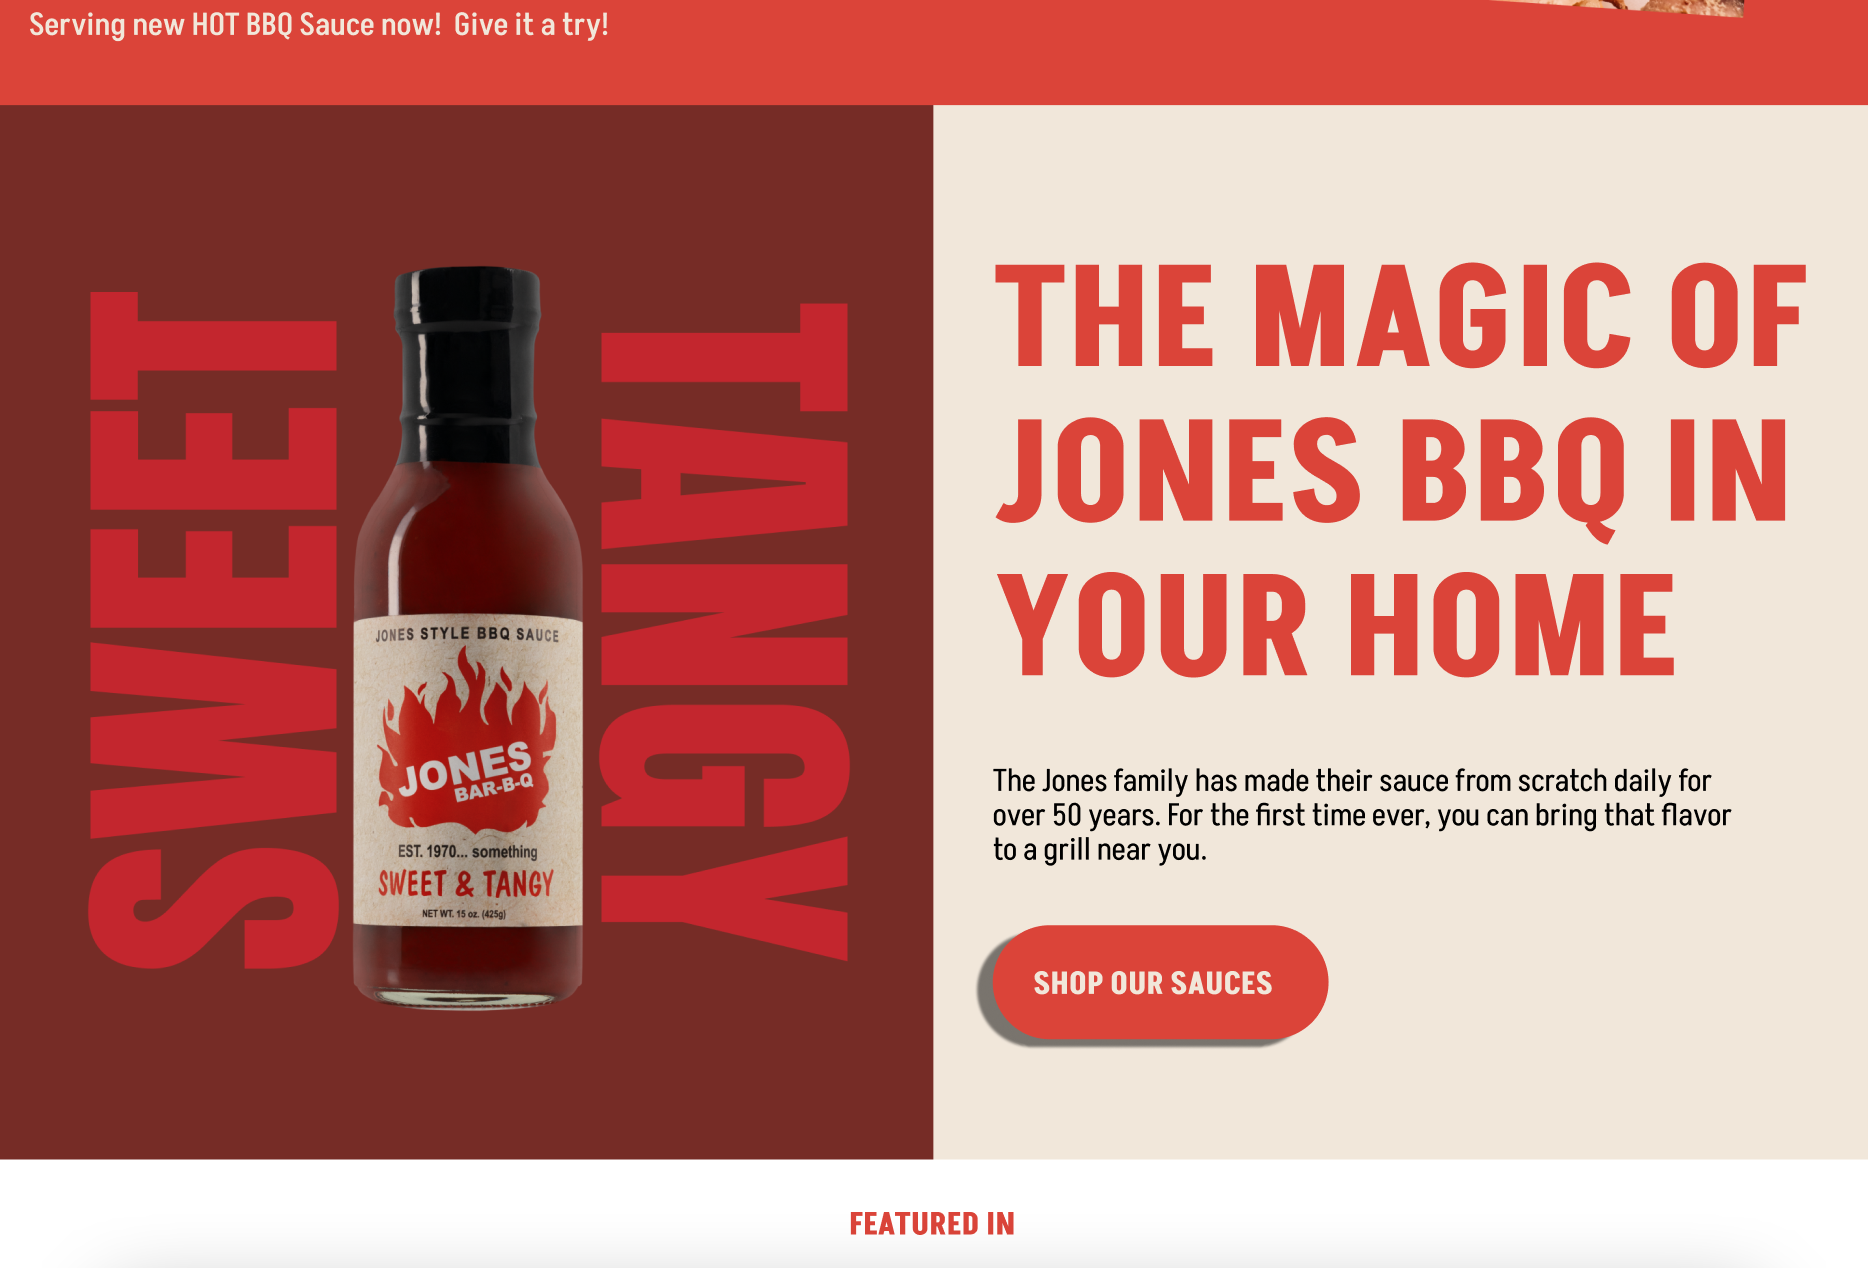 Serving new HOT BBQ Sauce now!  Give it a try!
SWEET
TANGY
JONES STYLE BBQ SAUCE
JONES
BAR-B-Q
EST. 1970... something
SWEET & TANGY
NET WT. 15 oz. (425g)
THE MAGIC OF
JONES BBQ IN
YOUR HOME
The Jones family has made their sauce from scratch daily for
over 50 years. For the first time ever, you can bring that flavor
to a grill near you.
SHOP OUR SAUCES
FEATURED IN